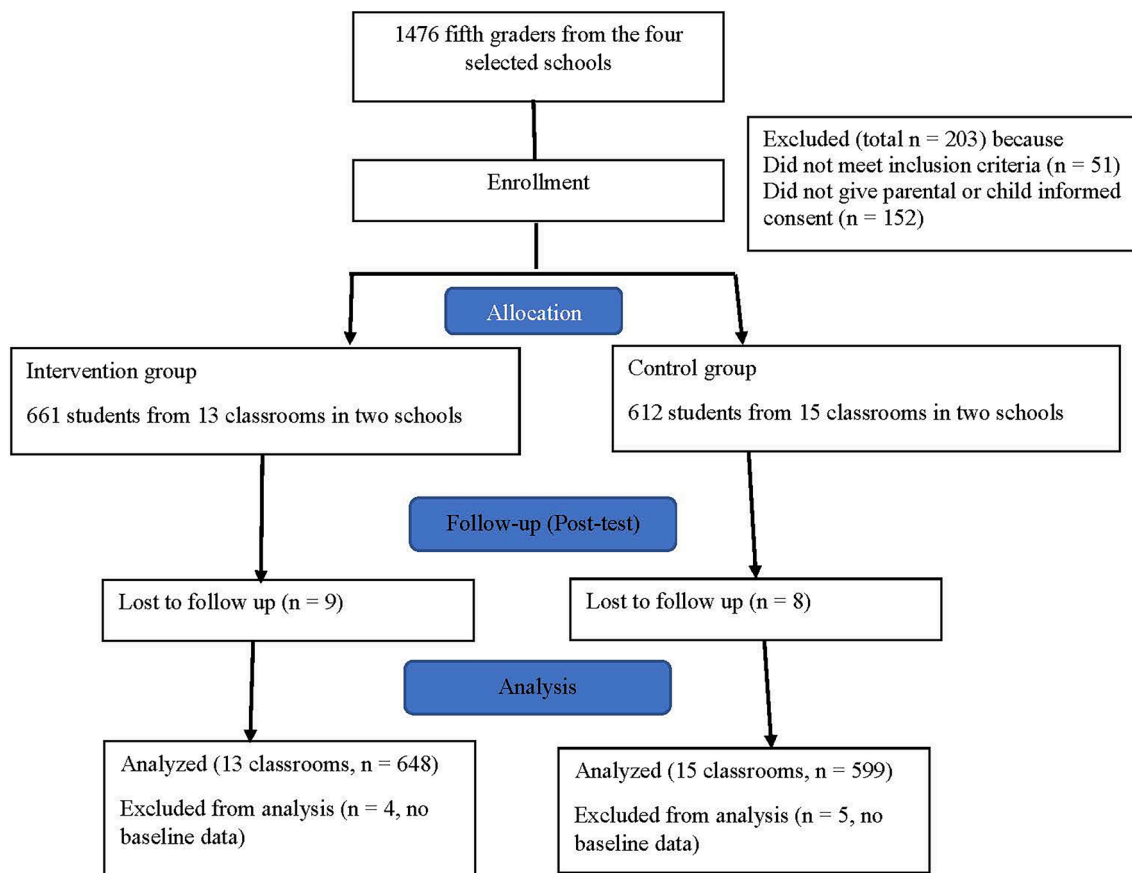 1476 fifth graders from the four
selected schools
Excluded (total n = 203) because
Did not meet inclusion criteria (n = 51)
Did not give parental or child informed
consent (n = 152)
Enrollment
Allocation
Intervention group
661 students from 13 classrooms in two schools
Control group
612 students from 15 classrooms in two schools
Follow-up (Post-test)
Lost to follow up (n = 9)
Lost to follow up (n = 8)
Analysis
Analyzed (13 classrooms, n = 648)
Excluded from analysis (n = 4, no
baseline data)
Analyzed (15 classrooms, n = 599)
Excluded from analysis (n = 5, no
baseline data)